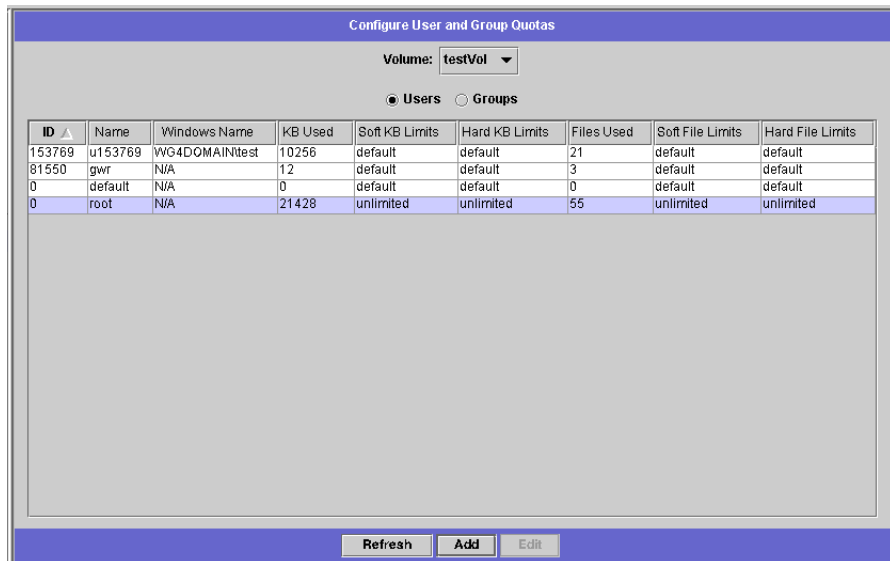 Configure User and Group Quotas
Volume: testVol
Users Groups
ID Name Windows Name KB Used Soft KB Limits Hard KB Limits Files Used Soft File Limits Hard File Limits
153769 u153769 WG4DOMAIN\test 10256 default default 21 default default
81550 gwr N/A 12 default default 3 default default
0 default N/A 0 default default 0 default default
0 root N/A 21428 unlimited unlimited 55 unlimited unlimited
Refresh Add Edit